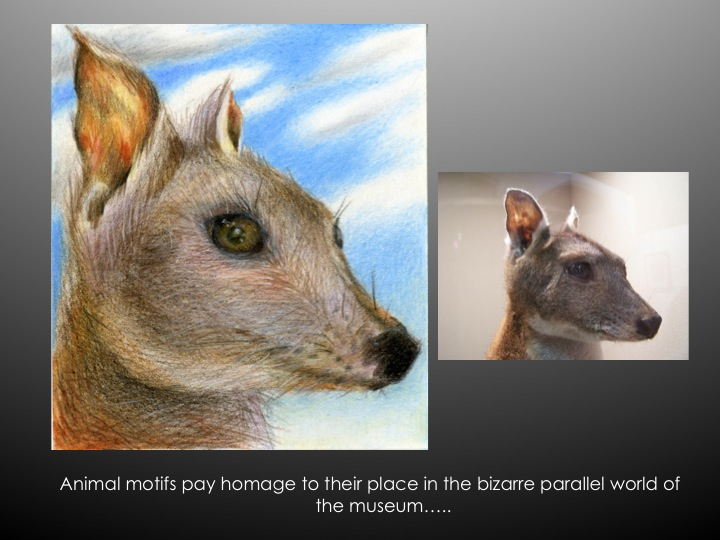 Animal motifs pay homage to their place in the bizarre parallel world of
the museum.....